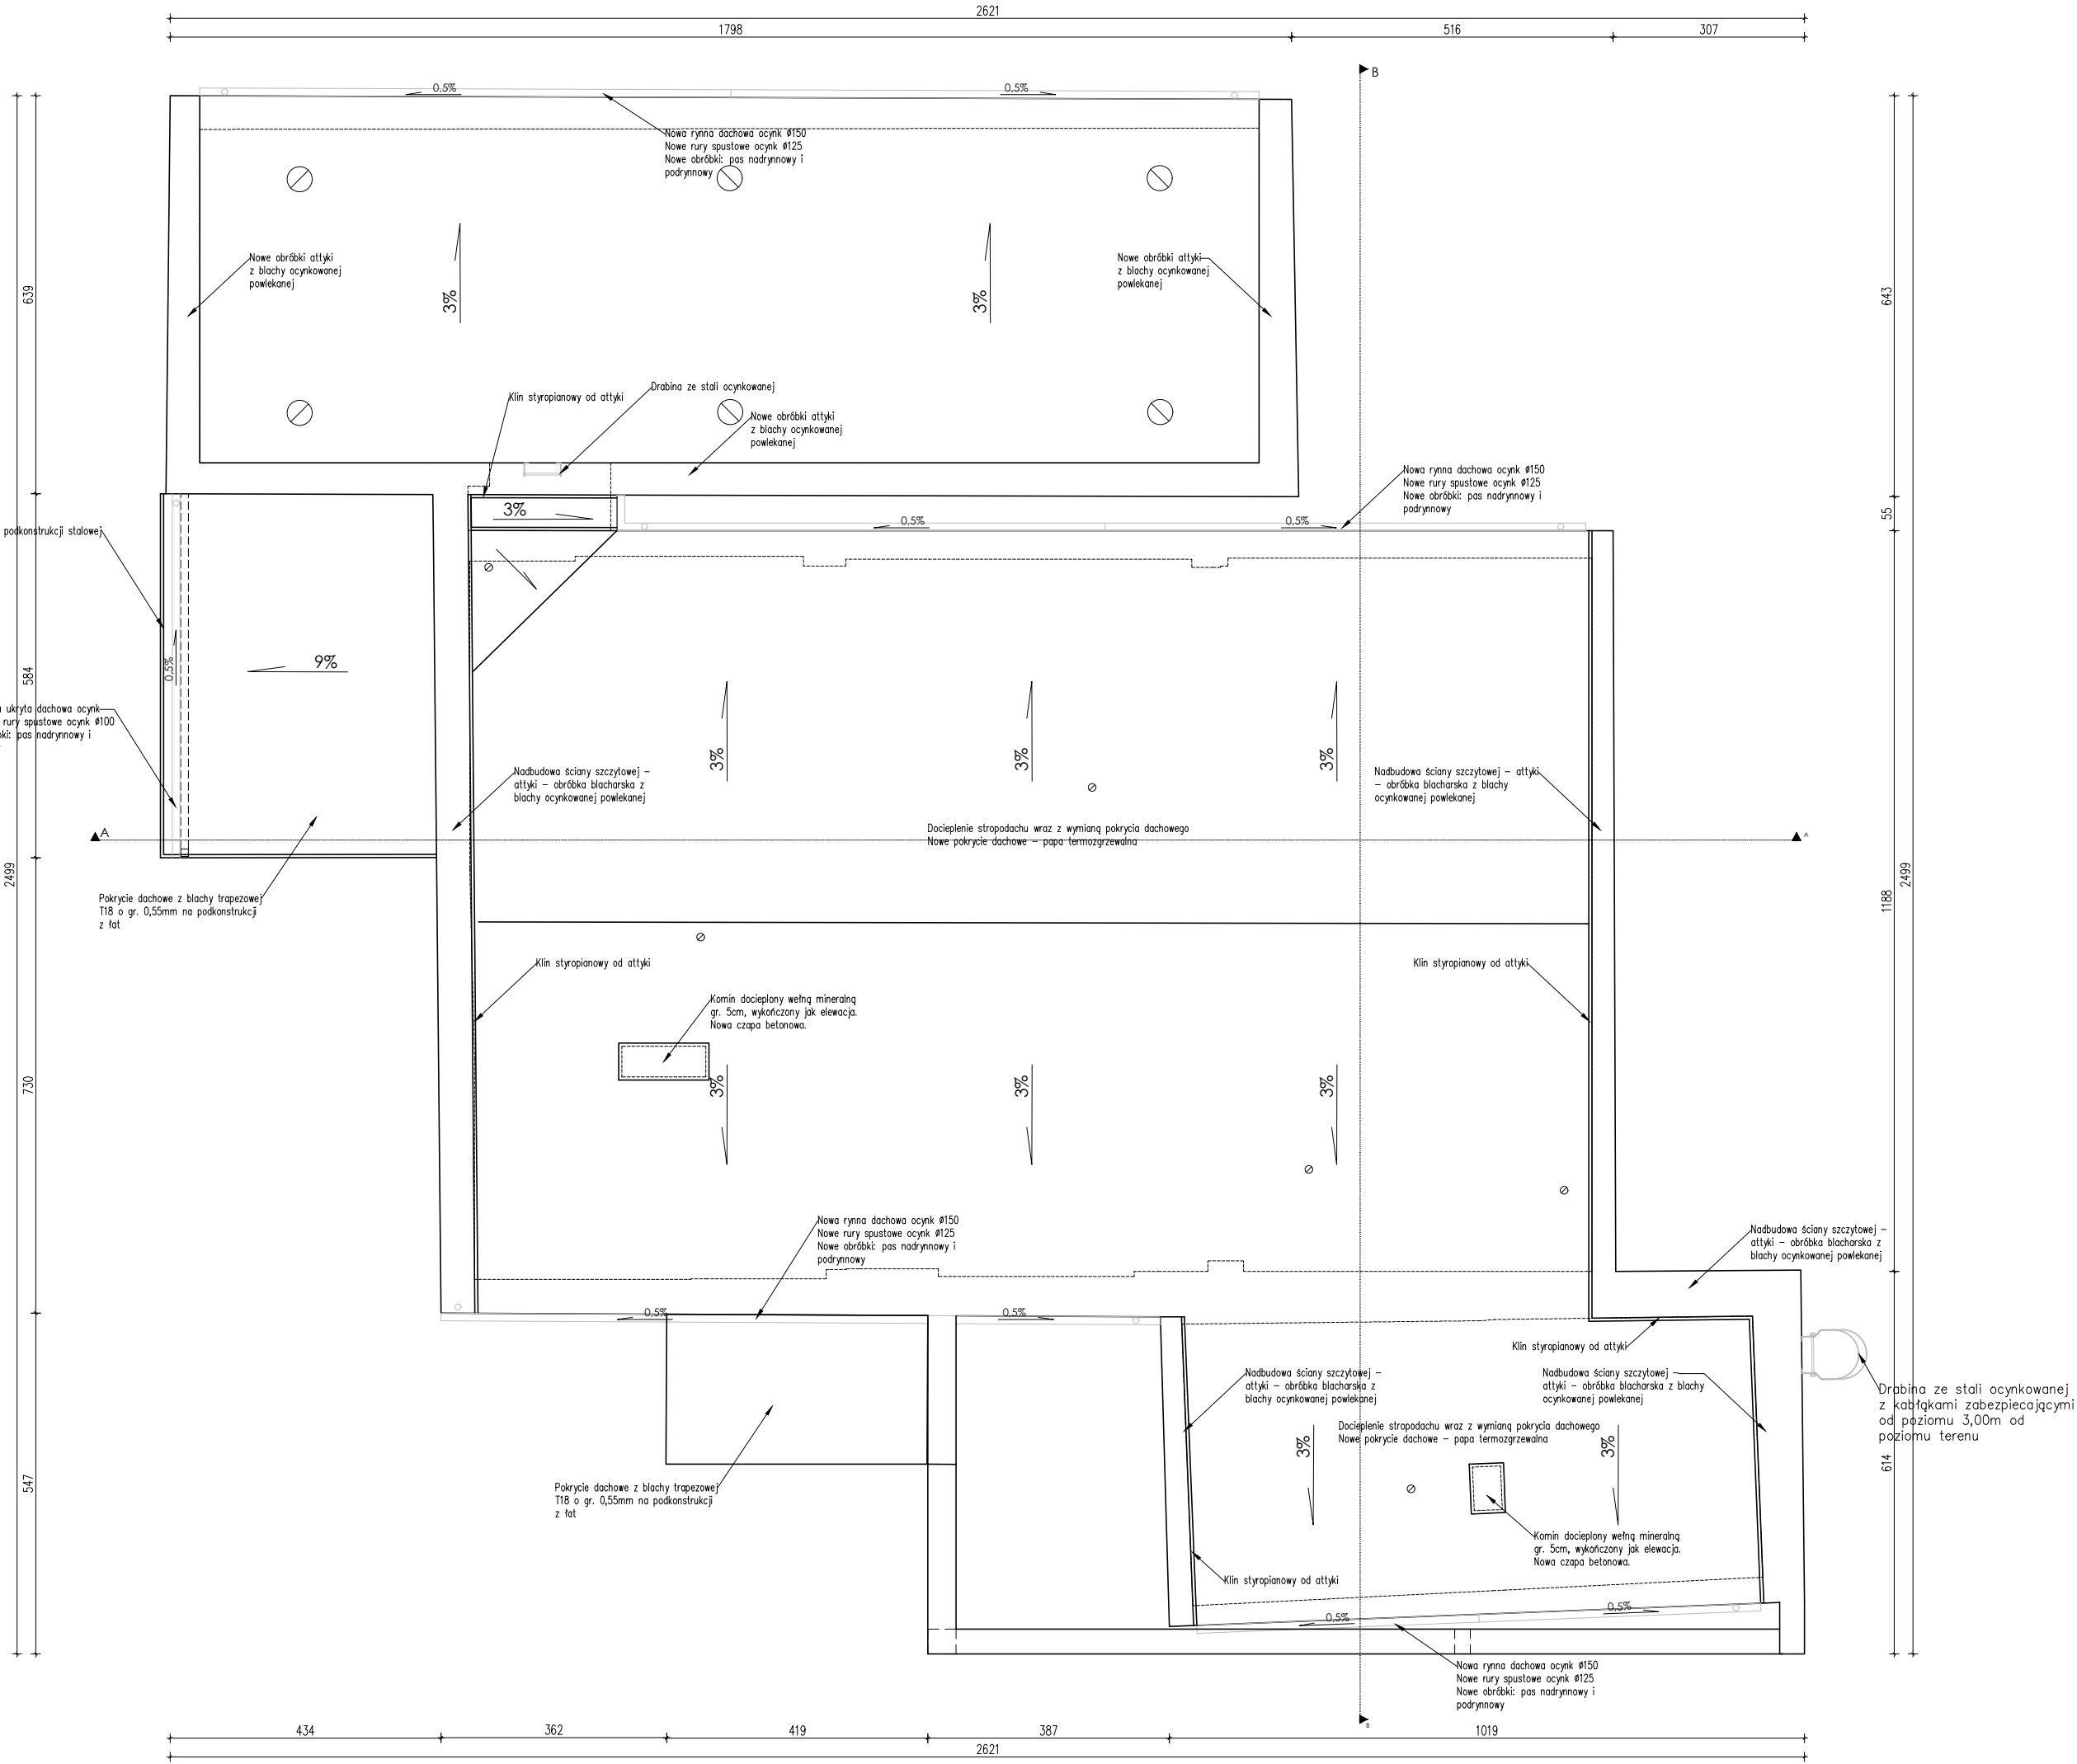 2621
1798
516
307
B
0,5%
0,5%
Nowa rynna dachowa ocynk Ø150
Nowe rury spustowe ocynk Ø125
Nowe obróbki: pas nadrynnowy i
podrynnowy
Nowe obróbki attyki
z blachy ocynkowanej
powlekanej
Nowe obróbki attyki
z blachy ocynkowanej
powlekanej
639
643
3%
3%
Drabina ze stali ocynkowanej
Klin styropianowy od attyki
Nowe obróbki attyki
z blachy ocynkowanej
powlekanej
Nowa rynna dachowa ocynk Ø150
Nowe rury spustowe ocynk Ø125
Nowe obróbki: pas nadrynnowy i
podrynnowy
3%
0,5%
0,5%
55
podkonstrukcji stalowej
0,5%
9%
584
ukryta dachowa ocynk
rury spustowe ocynk Ø100
pas nadrynnowy i
3%
3%
3%
Nadbudowa ściany szczytowej –
attyki – obróbka blacharska z
blachy ocynkowanej powlekanej
Nadbudowa ściany szczytowej – attyki
– obróbka blacharska z blachy
ocynkowanej powlekanej
A
Docieplenie stropodachu wraz z wymianą pokrycia dachowego
Nowe pokrycie dachowe – papa termozgrzewalna
A
2499
2499
1188
Pokrycie dachowe z blachy trapezowej
T18 o gr. 0,55mm na podkonstrukcji
z łat
Klin styropianowy od attyki
Klin styropianowy od attyki
Komin docieplony wełną mineralną
gr. 5cm, wykończony jak elewacja.
Nowa czapa betonowa.
730
3%
3%
3%
Nowa rynna dachowa ocynk Ø150
Nowe rury spustowe ocynk Ø125
Nowe obróbki: pas nadrynnowy i
podrynnowy
Nadbudowa ściany szczytowej –
attyki – obróbka blacharska z
blachy ocynkowanej powlekanej
0,5%
0,5%
Klin styropianowy od attyki
Nadbudowa ściany szczytowej –
attyki – obróbka blacharska z
blachy ocynkowanej powlekanej
Nadbudowa ściany szczytowej –
attyki – obróbka blacharska z blachy
ocynkowanej powlekanej
Drabina ze stali ocynkowanej
z kabłąkami zabezpiecającymi
od poziomu 3,00m od
poziomu terenu
Docieplenie stropodachu wraz z wymianą pokrycia dachowego
Nowe pokrycie dachowe – papa termozgrzewalna
3%
3%
614
547
Pokrycie dachowe z blachy trapezowej
T18 o gr. 0,55mm na podkonstrukcji
z łat
Komin docieplony wełną mineralną
gr. 5cm, wykończony jak elewacja.
Nowa czapa betonowa.
Klin styropianowy od attyki
0,5%
0,5%
Nowa rynna dachowa ocynk Ø150
Nowe rury spustowe ocynk Ø125
Nowe obróbki: pas nadrynnowy i
podrynnowy
B
434
362
419
387
1019
2621